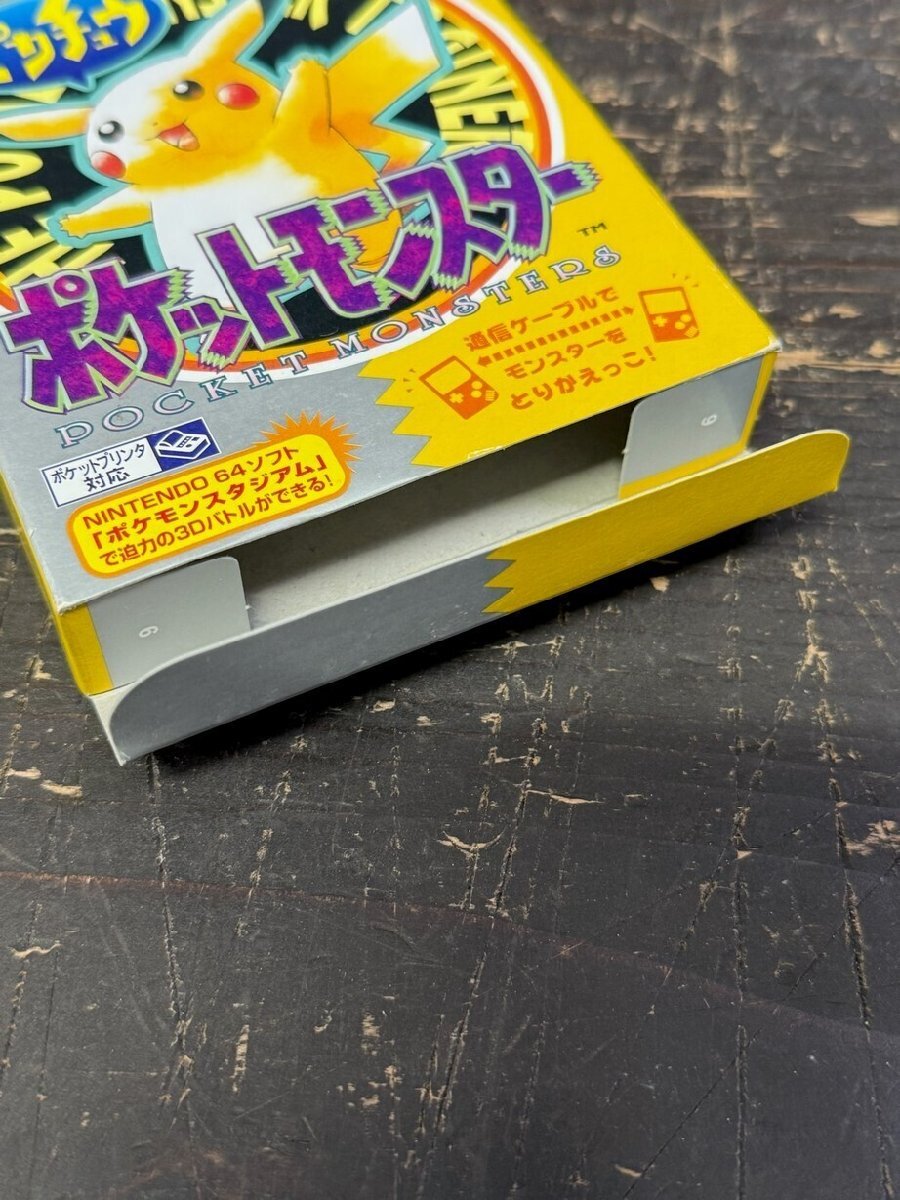 ピカチュウ
ポケットモンスター
TM
POCKET MONSTERS
通信ケーブルで
モンスターを
とりかえっこ!
ポケットプリンタ
対応
NINTENDO 64ソフト
「ポケモンスタジアム」
で迫力の3Dバトルができる!
6
6